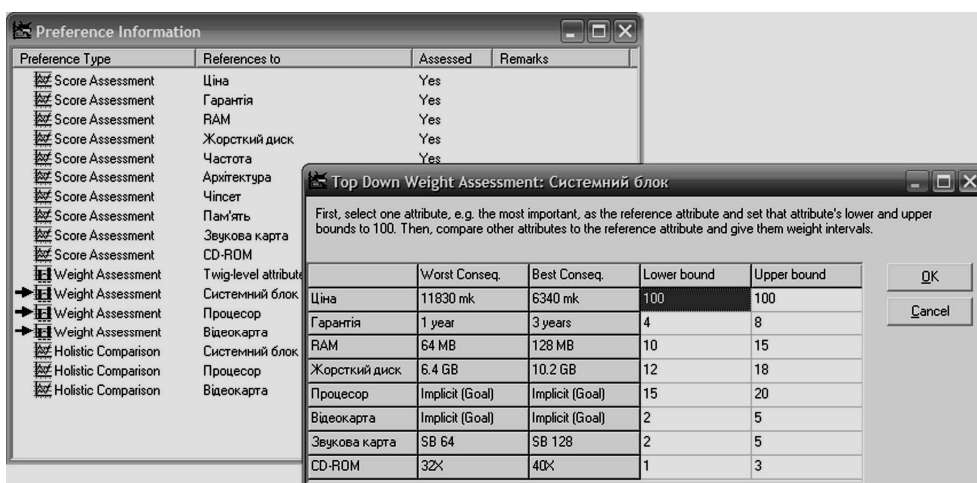 Preference Information
Preference Type References to Assessed Remarks
Score Assessment Ціна Yes
Score Assessment Гарантія Yes
Score Assessment RAM Yes
Score Assessment Жорсткий диск Yes
Score Assessment Частота Yes
Score Assessment Архітектура
Score Assessment Чіпсет
Score Assessment Пам'ять
Score Assessment Звукова карта
Score Assessment CD-ROM
Weight Assessment Twig-level attribute
Weight Assessment Системний блок
Weight Assessment Процесор
Weight Assessment Відеокарта
Holistic Comparison Системний блок
Holistic Comparison Процесор
Holistic Comparison Відеокарта
Top Down Weight Assessment: Системний блок
First, select one attribute, e.g. the most important, as the reference attribute and set that attribute's lower and upper
bounds to 100. Then, compare other attributes to the reference attribute and give them weight intervals.
Worst Conseq. Best Conseq. Lower bound Upper bound
Ціна 11830 mk 6340 mk 100 100
Гарантія 1 year 3 years 4 8
RAM 64 MB 128 MB 10 15
Жорсткий диск 6.4 GB 10.2 GB 12 18
Процесор Implicit (Goal) Implicit (Goal) 15 20
Відеокарта Implicit (Goal) Implicit (Goal) 2 5
Звукова карта SB 64 SB 128 2 5
CD-ROM 32X 40X 1 3
OK
Cancel